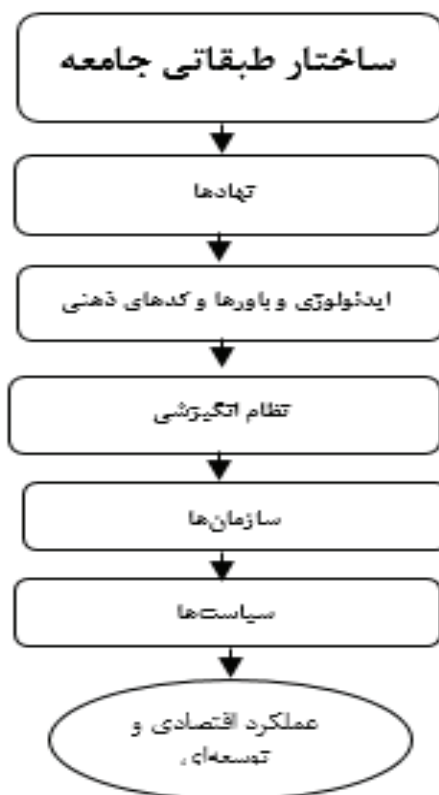 ساختار طبقاتی جامعه
نهادها
ایدئولوژی و باورها و کدهای ذهنی
نظام انگیزشی
سازمان‌ها
سیاست‌ها
عملکرد اقتصادی و
توسعه‌ای